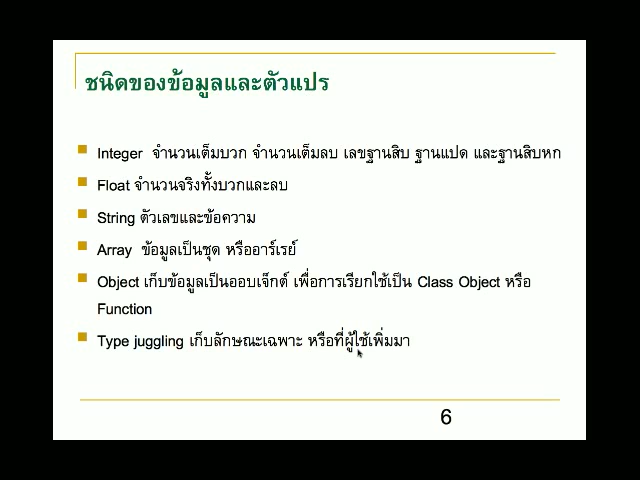 ชนิดของข้อมูลและตัวแปร
Integer จำนวนเต็มบวก จำนวนเต็มลบ เลขฐานสิบ ฐานแปด และฐานสิบหก
Float จำนวนจริงทั้งบวกและลบ
String ตัวเลขและข้อความ
Array ข้อมูลเป็นชุด หรืออาร์เรย์
Object เก็บข้อมูลเป็นออบเจ็กต์ เพื่อการเรียกใช้เป็น Class Object หรือ
Function
Type juggling เก็บลักษณะเฉพาะ หรือที่ผู้ใช้เพิ่มมา
6